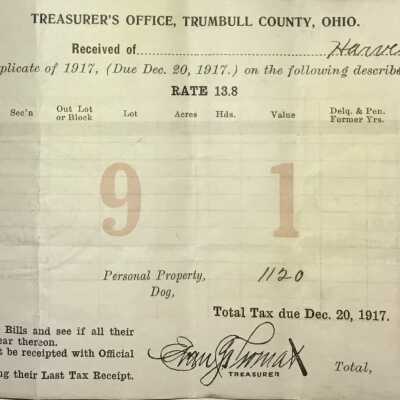 TREASURER'S OFFICE, TRUMBULL COUNTY, OHIO.
Received of Harve
plicate of 1917, (Due Dec. 20, 1917.) on the following describe
RATE 13.8
Sec'n Out Lot or Block Lot Acres Hds. Value Delq. & Pen. Former Yrs.
9 1
Personal Property, 1120
Dog,
Total Tax due Dec. 20, 1917.
Bills and see if all their
ear thereon.
t be receipted with Official
ng their Last Tax Receipt.
Evan J. Thomas
TREASURER
Total,